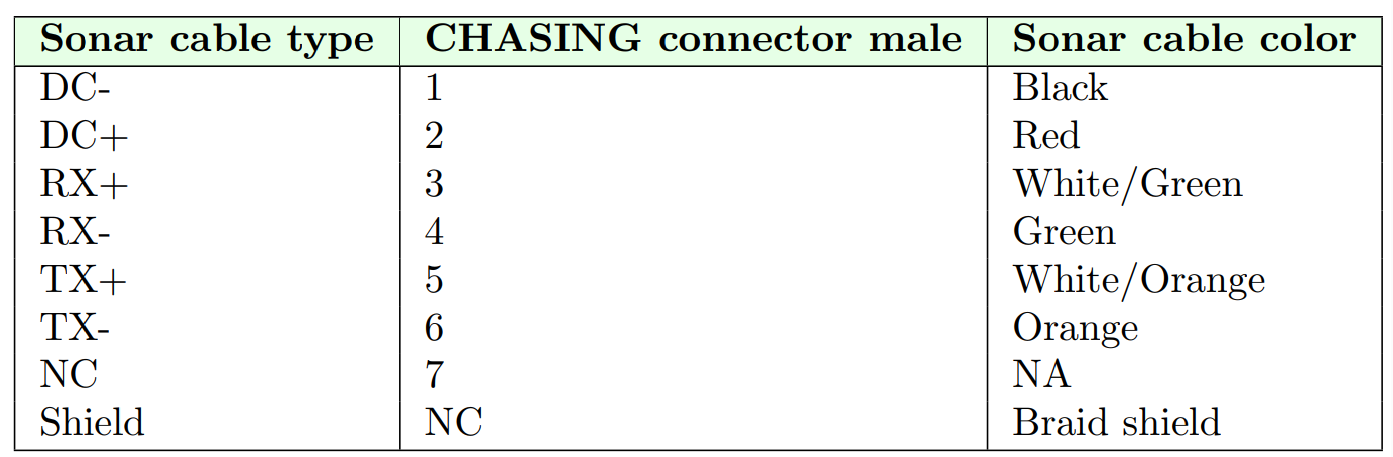 Sonar cable type CHASING connector male Sonar cable color
DC- 1 Black
DC+ 2 Red
RX+ 3 White/Green
RX- 4 Green
TX+ 5 White/Orange
TX- 6 Orange
NC 7 NA
Shield NC Braid shield